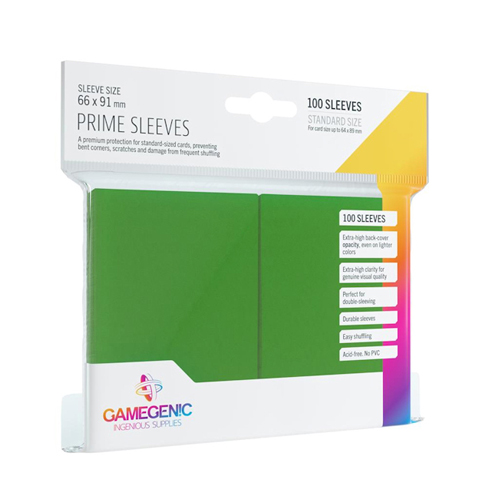 SLEEVE SIZE
66 x 91 mm
PRIME SLEEVES
A premium protection for standard-sized cards, preventing
bent corners, scratches and damage from frequent shuffling
100 SLEEVES
STANDARD SIZE
For card size up to 64 x 89 mm
100 SLEEVES
Extra-high back-cover
opacity, even on lighter
colors
Extra-high clarity for
genuine visual quality
Perfect for
double-sleeving
Durable sleeves
Easy shuffling
Acid-free. No PVC
GAMEGEN!C
INGENIOUS SUPPLIES